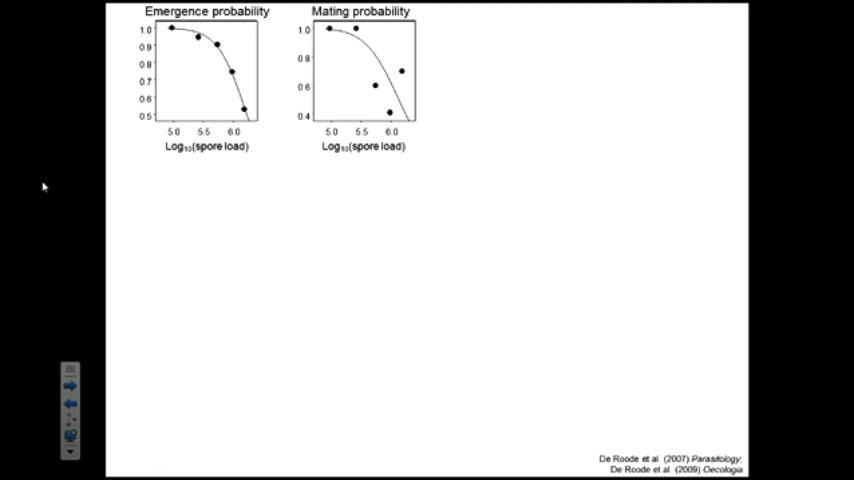 Emergence probability
1.0
0.9
0.8
0.7
0.6
0.5
5.0 5.5 6.0
Log₁₀(spore load)
Mating probability
1.0
0.8
0.6
0.4
5.0 5.5 6.0
Log₁₀(spore load)
De Roode et al. (2007) Parasitology;
De Roode et al. (2009) Oecologia